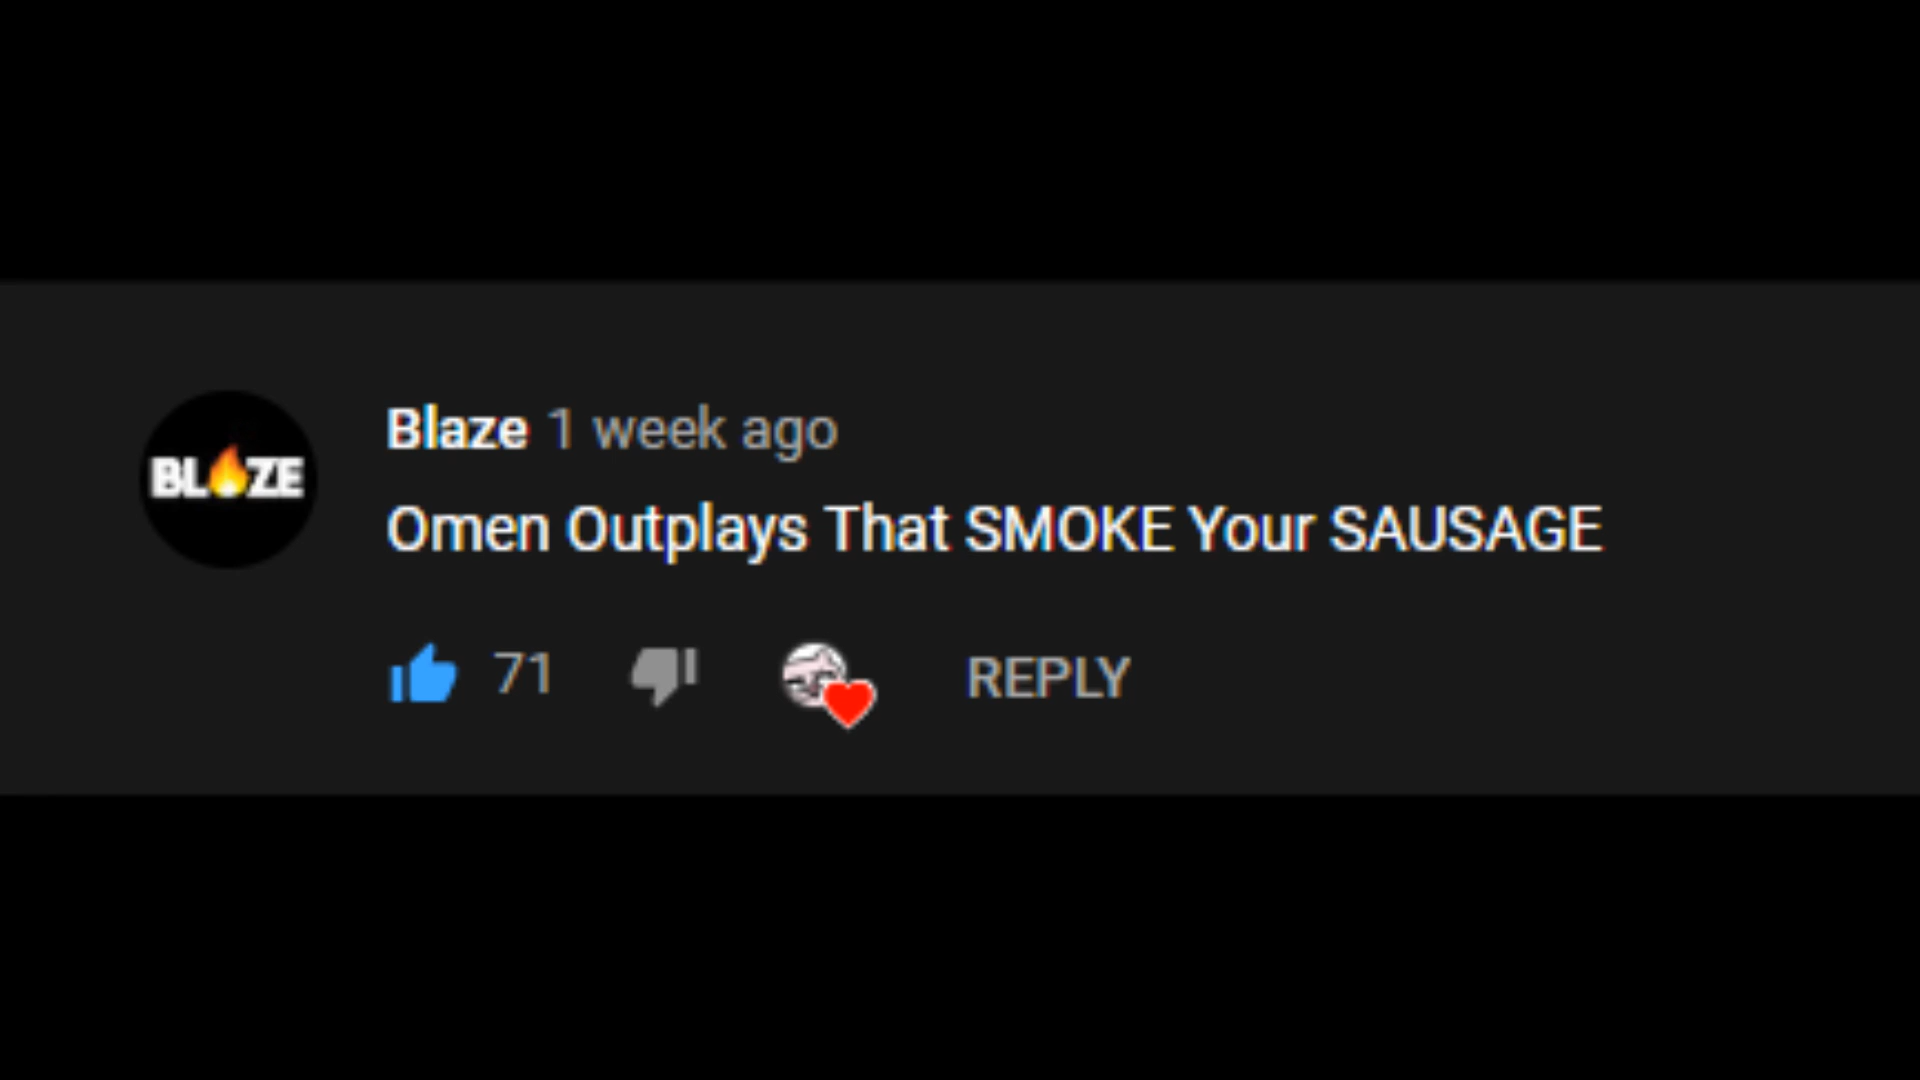 BLAZE
Blaze 1 week ago
Omen Outplays That SMOKE Your SAUSAGE
71 REPLY